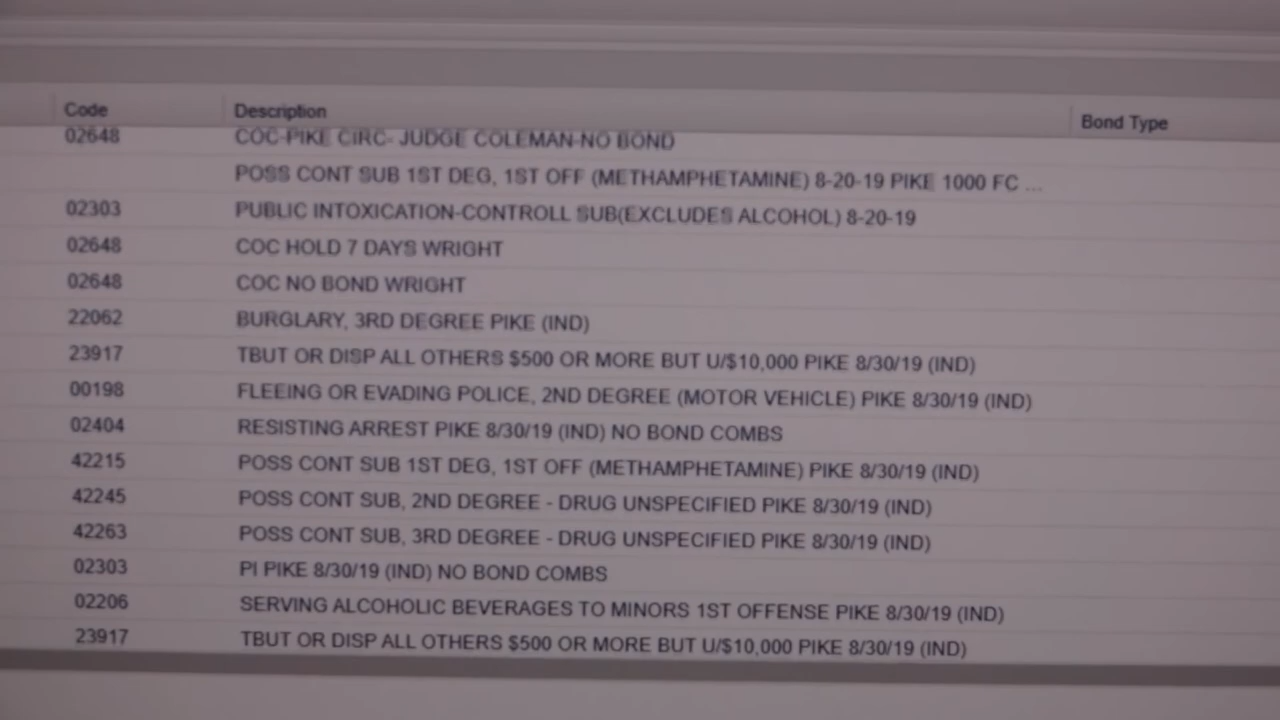 Code Description Bond Type
02648 COC-PIKE CIRC- JUDGE COLEMAN-NO BOND
POSS CONT SUB 1ST DEG, 1ST OFF (METHAMPHETAMINE) 8-20-19 PIKE 1000 FC ...
02303 PUBLIC INTOXICATION-CONTROLL SUB(EXCLUDES ALCOHOL) 8-20-19
02648 COC HOLD 7 DAYS WRIGHT
02648 COC NO BOND WRIGHT
22062 BURGLARY, 3RD DEGREE PIKE (IND)
23917 TBUT OR DISP ALL OTHERS $500 OR MORE BUT U/$10,000 PIKE 8/30/19 (IND)
00198 FLEEING OR EVADING POLICE, 2ND DEGREE (MOTOR VEHICLE) PIKE 8/30/19 (IND)
02404 RESISTING ARREST PIKE 8/30/19 (IND) NO BOND COMBS
42215 POSS CONT SUB 1ST DEG, 1ST OFF (METHAMPHETAMINE) PIKE 8/30/19 (IND)
42245 POSS CONT SUB, 2ND DEGREE - DRUG UNSPECIFIED PIKE 8/30/19 (IND)
42263 POSS CONT SUB, 3RD DEGREE - DRUG UNSPECIFIED PIKE 8/30/19 (IND)
02303 PI PIKE 8/30/19 (IND) NO BOND COMBS
02206 SERVING ALCOHOLIC BEVERAGES TO MINORS 1ST OFFENSE PIKE 8/30/19 (IND)
23917 TBUT OR DISP ALL OTHERS $500 OR MORE BUT U/$10,000 PIKE 8/30/19 (IND)